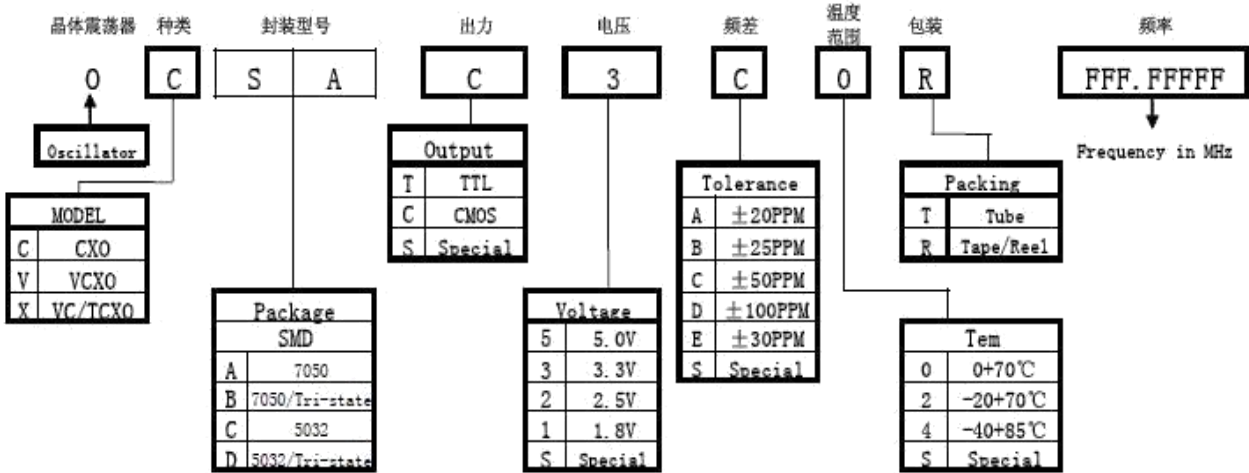 晶体震荡器 种类 封装型号 出力 电压 频差 温度范围 包装 频率
O C S A C 3 C 0 R FFF.FFFFF
Oscillator
Frequency in MHz
MODEL
C CXO
V VCXO
X VC/TCXO
Package
SMD
A 7050
B 7050/Tri-state
C 5032
D 5032/Tri-state
Output
T TTL
C CMOS
S Special
Voltage
5 5.0V
3 3.3V
2 2.5V
1 1.8V
S Special
Tolerance
A ±20PPM
B ±25PPM
C ±50PPM
D ±100PPM
E ±30PPM
S Special
Packing
T Tube
R Tape/Reel
Tem
0 0+70℃
2 -20+70℃
4 -40+85℃
S Special